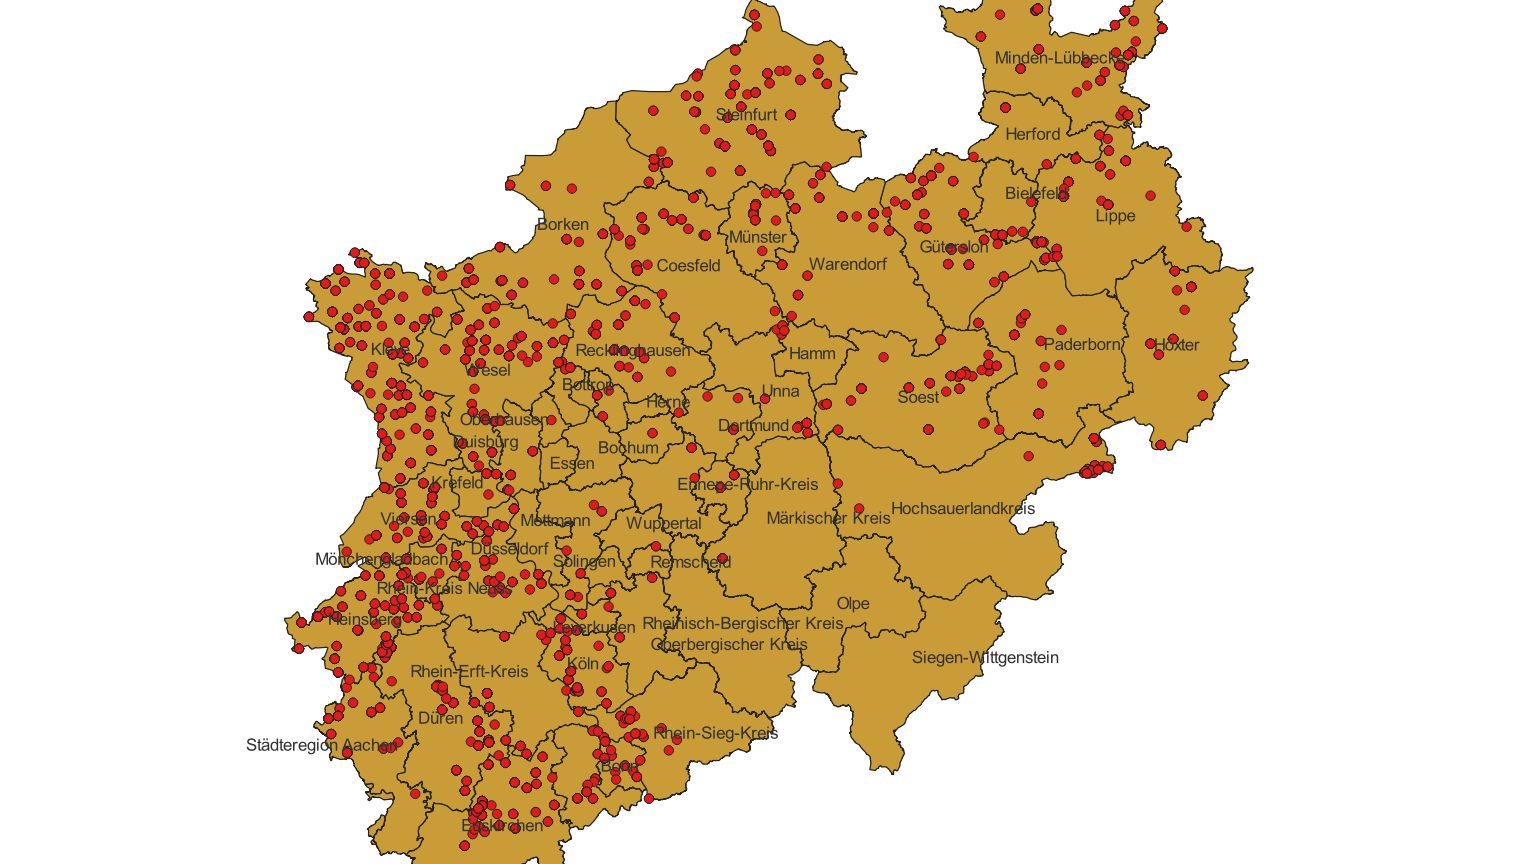 Minden-Lübbecke
Steinfurt
Herford
Bielefeld
Lippe
Borken
Münster
Gütersloh
Coesfeld
Warendorf
Paderborn
Höxter
Kleve
Recklinghausen
Hamm
Wesel
Bottrop
Unna
Soest
Herne
Oberhausen
Dortmund
Duisburg
Bochum
Essen
Krefeld
Ennepe-Ruhr-Kreis
Hochsauerlandkreis
Viersen
Mettmann
Wuppertal
Märkischer Kreis
Düsseldorf
Mönchengladbach
Solingen
Remscheid
Rhein-Kreis Neuss
Olpe
Heinsberg
Leverkusen
Rheinisch-Bergischer Kreis
Oberbergischer Kreis
Siegen-Wittgenstein
Köln
Rhein-Erft-Kreis
Düren
Rhein-Sieg-Kreis
Städteregion Aachen
Bonn
Euskirchen